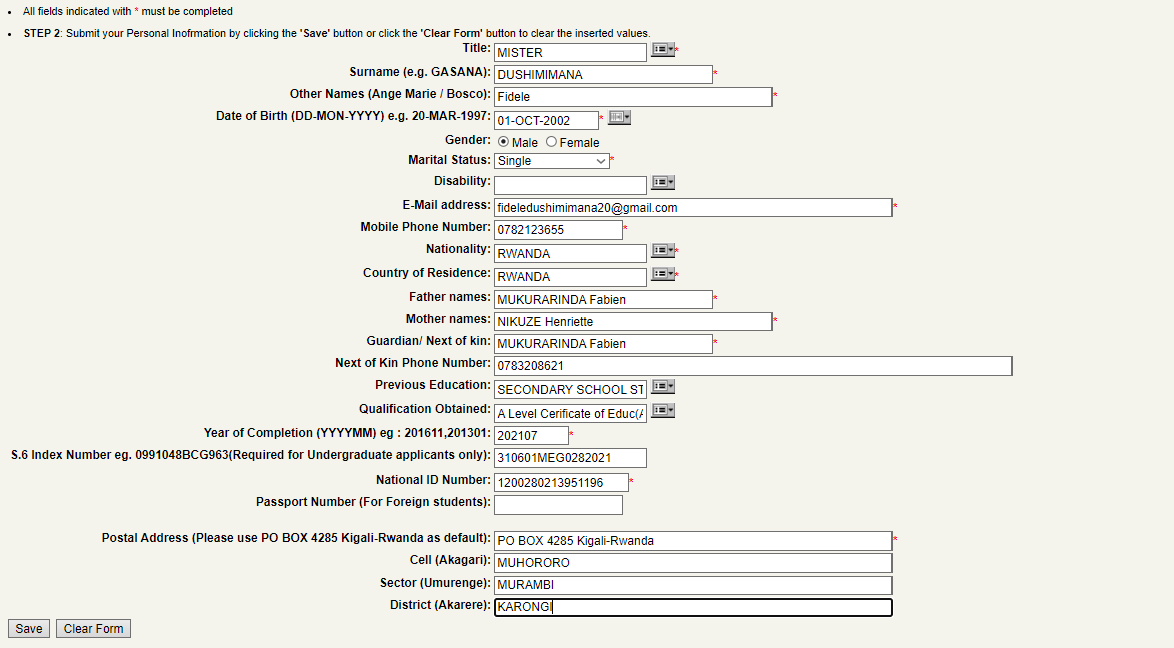 All fields indicated with * must be completed
STEP 2: Submit your Personal Inofrmation by clicking the 'Save' button or click the 'Clear Form' button to clear the inserted values.
Title: MISTER *
Surname (e.g. GASANA): DUSHIMIMANA *
Other Names (Ange Marie / Bosco): Fidele *
Date of Birth (DD-MON-YYYY) e.g. 20-MAR-1997: 01-OCT-2002 *
Gender: Male Female
Marital Status: Single *
Disability:
E-Mail address: fideledushimimana20@gmail.com *
Mobile Phone Number: 0782123655 *
Nationality: RWANDA *
Country of Residence: RWANDA *
Father names: MUKURARINDA Fabien *
Mother names: NIKUZE Henriette *
Guardian/ Next of kin: MUKURARINDA Fabien *
Next of Kin Phone Number: 0783208621
Previous Education: SECONDARY SCHOOL ST
Qualification Obtained: A Level Cerificate of Educ(A
Year of Completion (YYYYMM) eg : 201611,201301: 202107 *
S.6 Index Number eg. 0991048BCG963(Required for Undergraduate applicants only): 310601MEG0282021
National ID Number: 1200280213951196 *
Passport Number (For Foreign students):
Postal Address (Please use PO BOX 4285 Kigali-Rwanda as default): PO BOX 4285 Kigali-Rwanda *
Cell (Akagari): MUHORORO
Sector (Umurenge): MURAMBI
District (Akarere): KARONGI
Save Clear Form